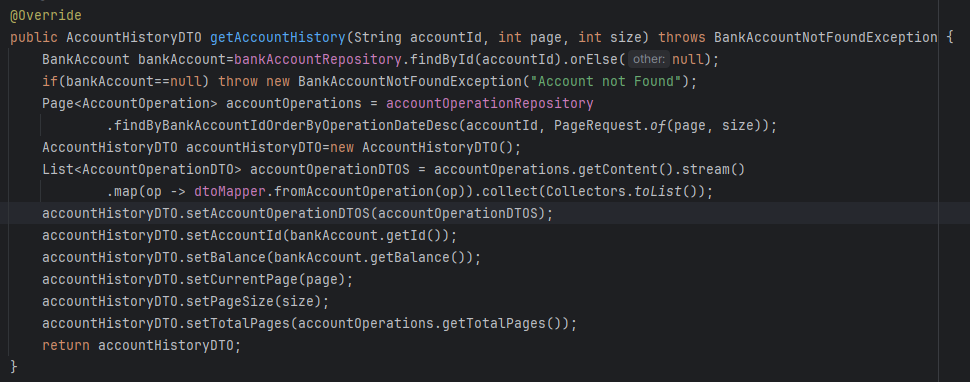 @Override
public AccountHistoryDTO getAccountHistory(String accountId, int page, int size) throws BankAccountNotFoundException {
    BankAccount bankAccount=bankAccountRepository.findById(accountId).orElse( other: null);
    if(bankAccount==null) throw new BankAccountNotFoundException("Account not Found");
    Page<AccountOperation> accountOperations = accountOperationRepository
            .findByBankAccountIdOrderByOperationDateDesc(accountId, PageRequest.of(page, size));
    AccountHistoryDTO accountHistoryDTO=new AccountHistoryDTO();
    List<AccountOperationDTO> accountOperationDTOS = accountOperations.getContent().stream()
            .map(op -> dtoMapper.fromAccountOperation(op)).collect(Collectors.toList());
    accountHistoryDTO.setAccountOperationDTOS(accountOperationDTOS);
    accountHistoryDTO.setAccountId(bankAccount.getId());
    accountHistoryDTO.setBalance(bankAccount.getBalance());
    accountHistoryDTO.setCurrentPage(page);
    accountHistoryDTO.setPageSize(size);
    accountHistoryDTO.setTotalPages(accountOperations.getTotalPages());
    return accountHistoryDTO;
}